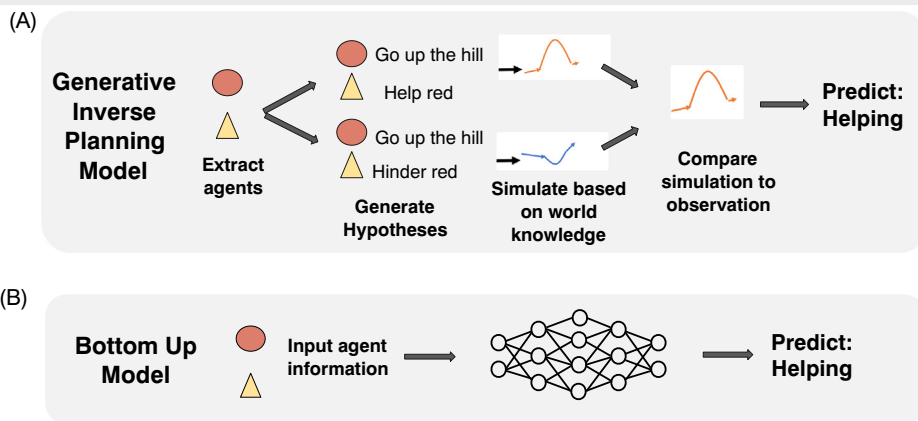 (A)
Generative
Inverse
Planning
Model
Extract
agents
Go up the hill
Help red
Go up the hill
Hinder red
Generate
Hypotheses
Simulate based
on world
knowledge
Compare
simulation to
observation
Predict:
Helping
(B)
Bottom Up
Model
Input agent
information
Predict:
Helping